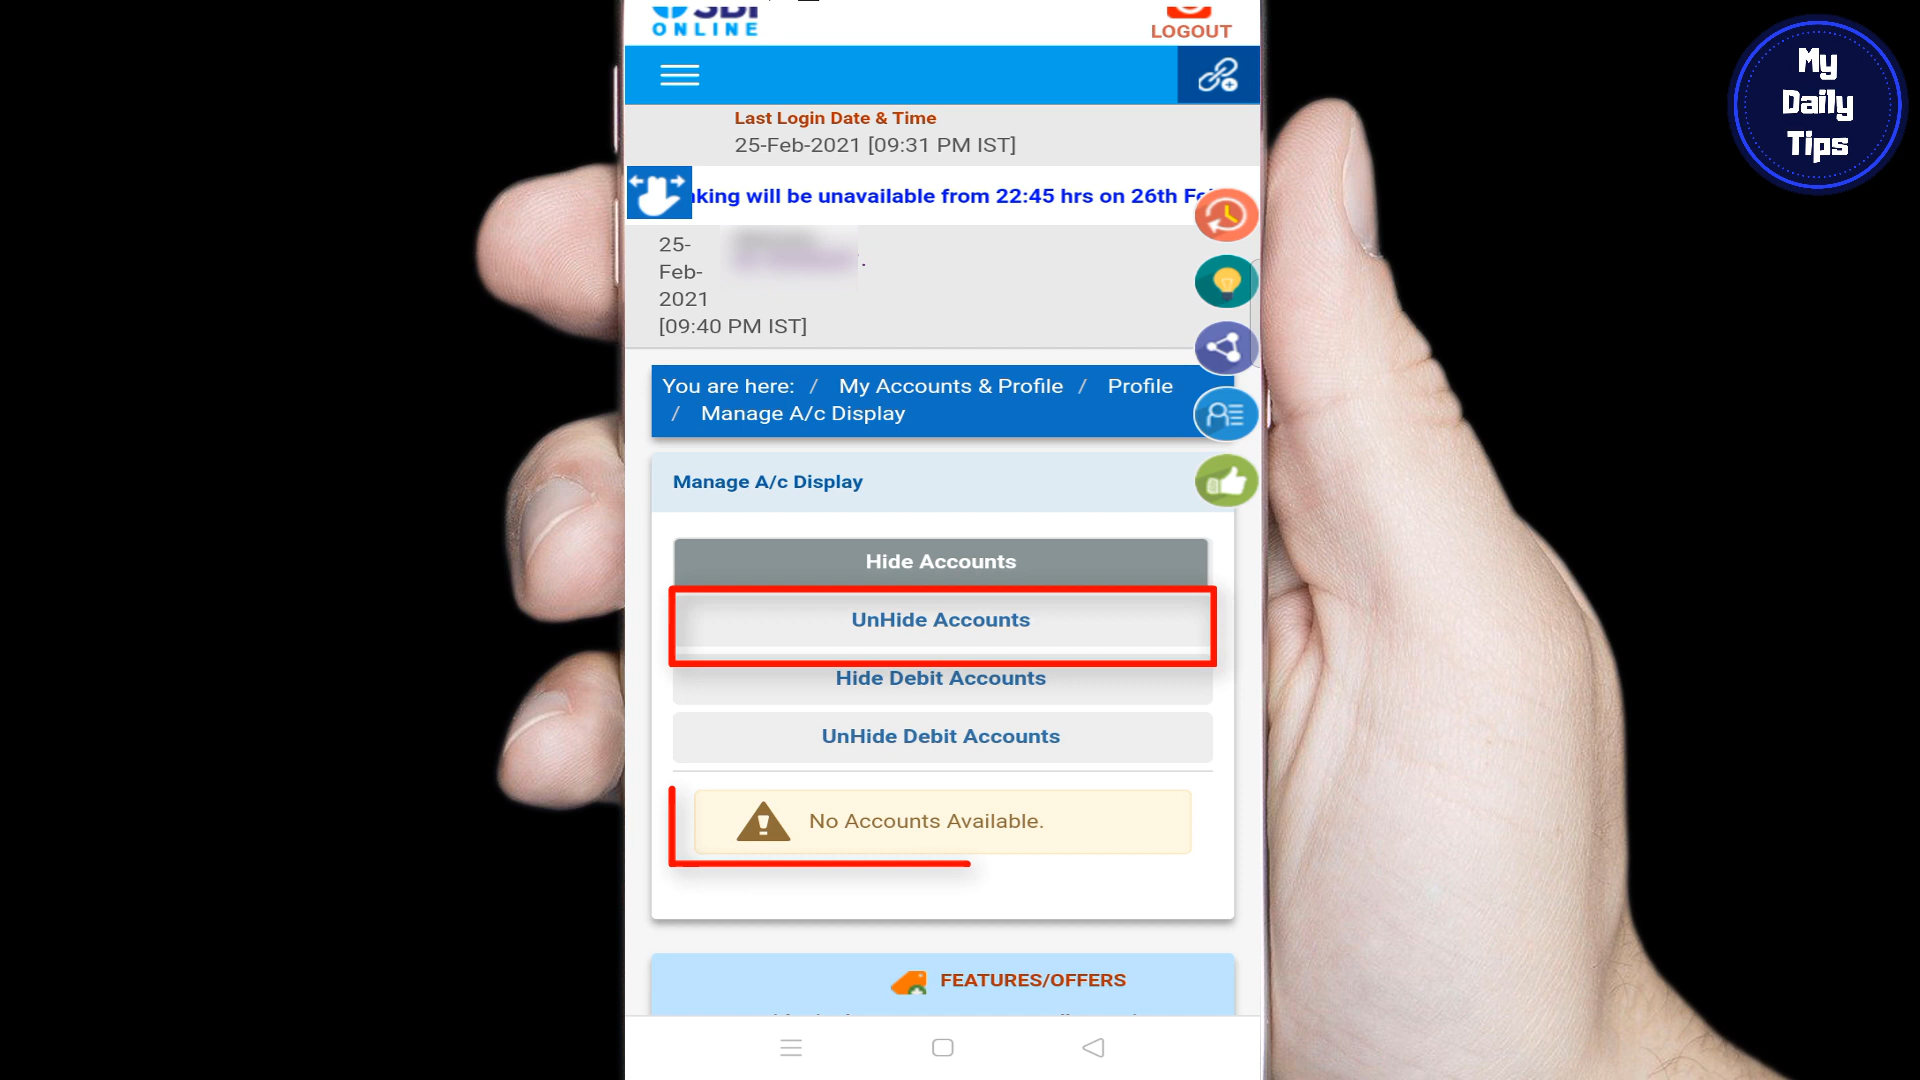 SBI
ONLINE
LOGOUT
My
Daily
Tips
Last Login Date & Time
25-Feb-2021 [09:31 PM IST]
nking will be unavailable from 22:45 hrs on 26th Fe
25-
Feb-
2021
[09:40 PM IST]
You are here: / My Accounts & Profile / Profile
/ Manage A/c Display
Manage A/c Display
Hide Accounts
UnHide Accounts
Hide Debit Accounts
UnHide Debit Accounts
No Accounts Available.
FEATURES/OFFERS